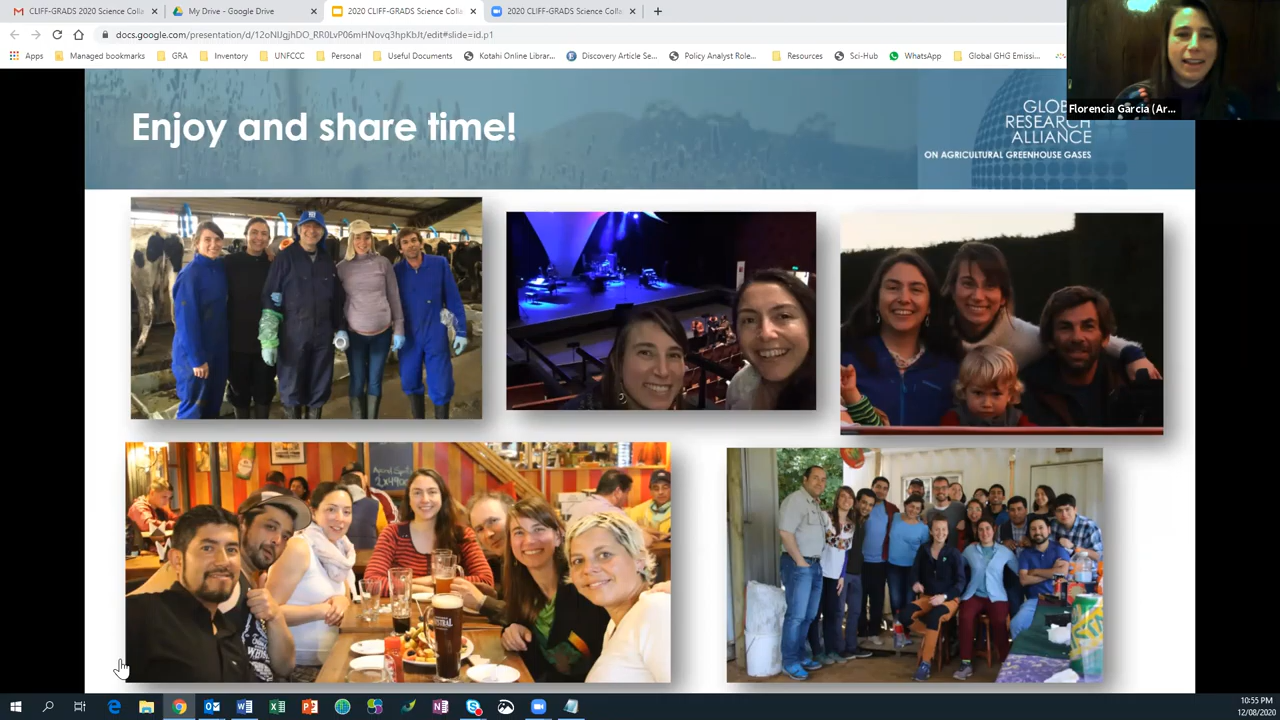 CLIFF-GRADS 2020 Science Colla
My Drive - Google Drive
2020 CLIFF-GRADS Science Colla
2020 CLIFF-GRADS Science Colla
docs.google.com/presentation/d/12oNIJgjhDO_RR0LvP06mHNovq3hpKbJt/edit#slide=id.p1
Apps
Managed bookmarks
GRA
Inventory
UNFCCC
Personal
Useful Documents
Kotahi Online Librar...
Discovery Article Se...
Policy Analyst Role...
Resources
Sci-Hub
WhatsApp
Global GHG Emissi...
Florencia Garcia (Ar...
Enjoy and share time!
RESEARCH
ALLIANCE
ON AGRICULTURAL GREENHOUSE GASES
10:55 PM
12/08/2020